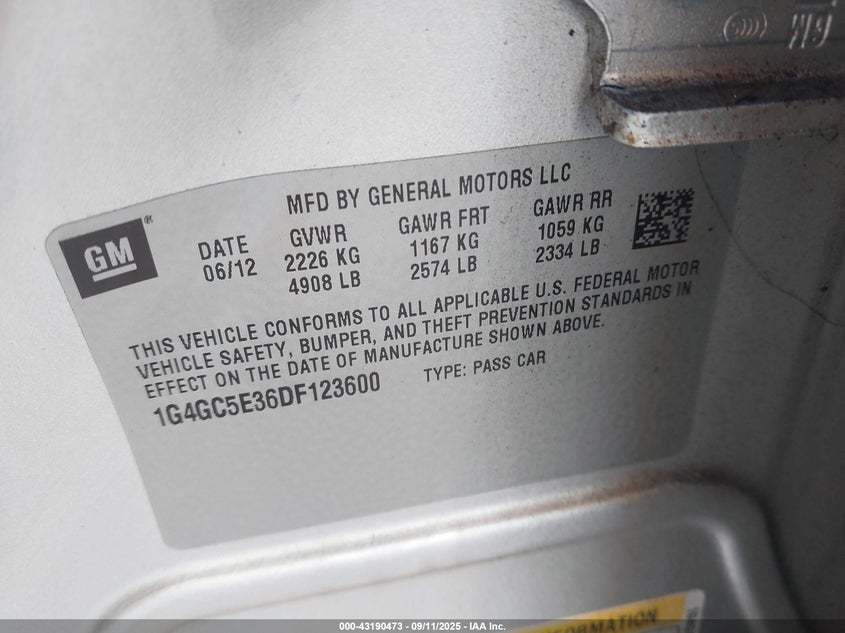 GM
MFD BY GENERAL MOTORS LLC
DATE GVWR GAWR FRT GAWR RR
06/12 2226 KG 1167 KG 1059 KG
4908 LB 2574 LB 2334 LB
THIS VEHICLE CONFORMS TO ALL APPLICABLE U.S. FEDERAL MOTOR
VEHICLE SAFETY, BUMPER, AND THEFT PREVENTION STANDARDS IN
EFFECT ON THE DATE OF MANUFACTURE SHOWN ABOVE.
1G4GC5E36DF123600 TYPE: PASS CAR
000-43190473 - 09/11/2025 - IAA Inc.